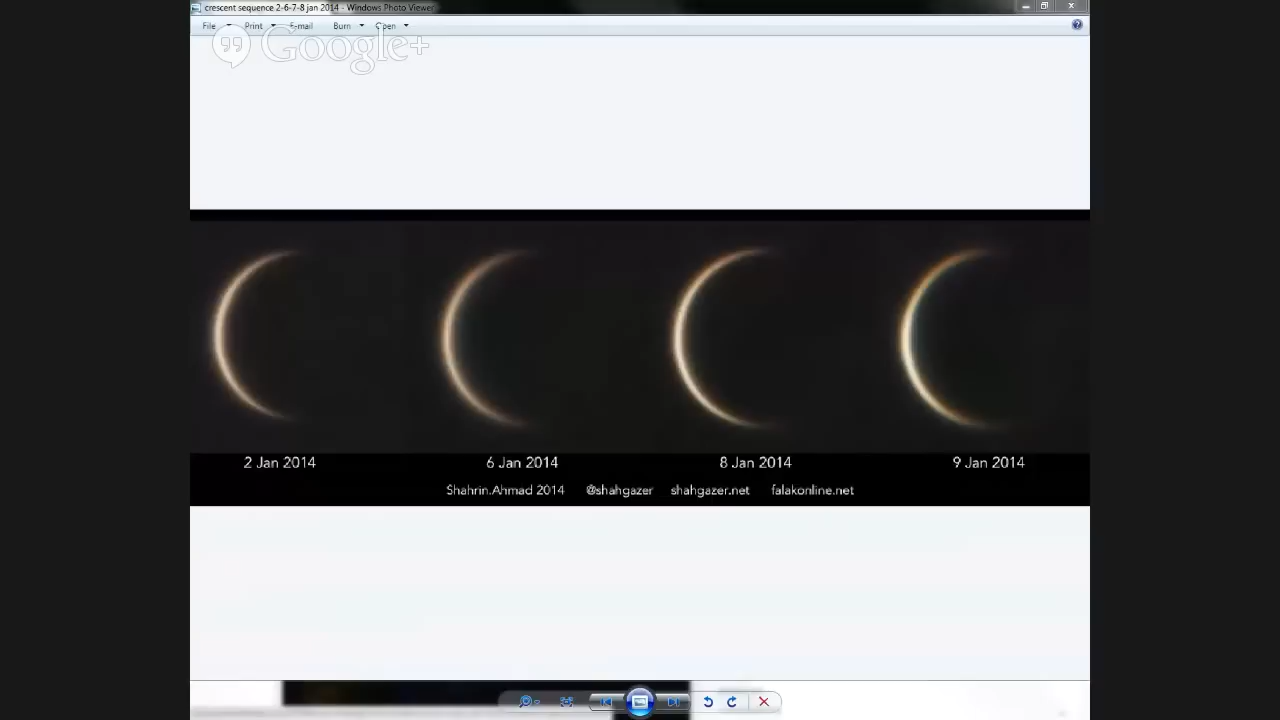 crescent sequence 2-6-7-8 jan 2014 - Windows Photo Viewer
File Print E-mail Burn Open
Google+
2 Jan 2014 6 Jan 2014 8 Jan 2014 9 Jan 2014
Shahrin.Ahmad 2014 @shahgazer shahgazer.net falakonline.net